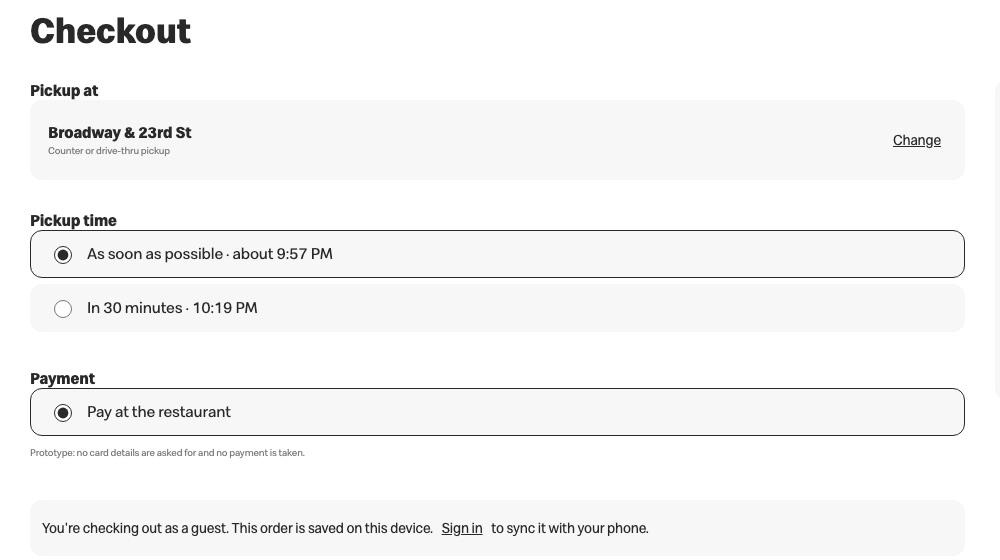 Checkout
Pickup at
Broadway & 23rd St
Counter or drive-thru pickup
Change
Pickup time
As soon as possible · about 9:57 PM
In 30 minutes · 10:19 PM
Payment
Pay at the restaurant
Prototype: no card details are asked for and no payment is taken.
You're checking out as a guest. This order is saved on this device. Sign in to sync it with your phone.